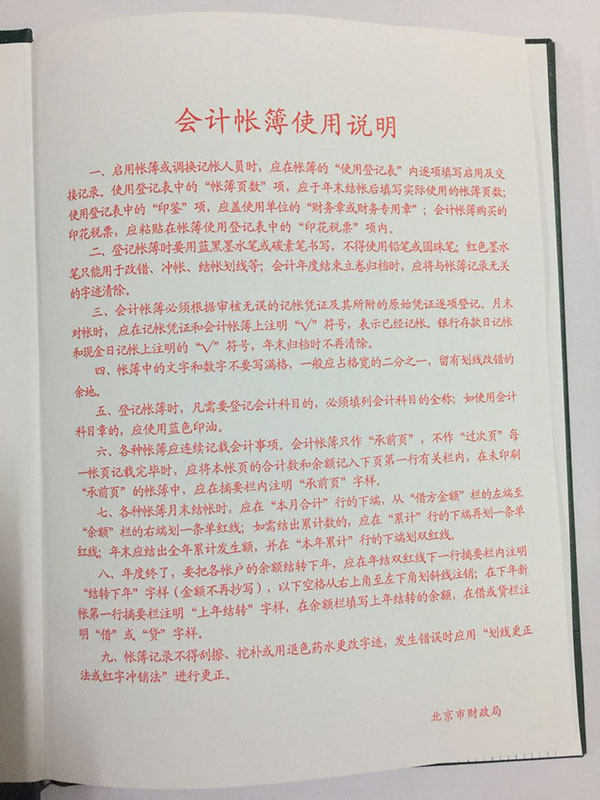 会计帐簿使用说明
一、启用帐簿或调换记帐人员时，应在帐簿的“使用登记表”内逐项填写启用及交
接记录。使用登记表中的“帐簿页数”项，应于年末结帐后填写实际使用的帐簿页数；
使用登记表中的“印鉴”项，应盖使用单位的“财务章或财务专用章”；会计帐簿购买的
印花税票，应粘贴在帐簿使用登记表“印花税票”项内。
二、登记帐簿时要用蓝黑墨水笔或碳素笔书写，不得使用铅笔或圆珠笔；红色墨水
笔只能用于改错、冲帐、结帐划线等；会计年度结束立卷归档时，应将与帐簿记录无关
的字迹清除。
三、会计帐簿必须根据审核无误的记帐凭证及其所附的原始凭证逐项登记。月末
对帐时，应在记帐凭证和会计帐簿上注明“√”符号，表示已经记帐。银行存款日记帐
和现金日记帐上注明的“√”符号，年末归档时不再清除。
四、帐簿中的文字和数字不要写满格，一般应占格宽的二分之一，留有划线改错的
余地。
五、登记帐簿时，凡需要登记会计科目的，必须填列会计科目的全称；如使用会计
科目章的，应使用蓝色印油。
六、各种帐簿应连续记载会计事项。会计帐簿只作“承前页”，不作“过次页”每
一帐页记载完毕时，应将本帐页的合计数和余额记入下页第一行有关栏内，在未印刷
“承前页”的帐簿中，应在摘要栏内注明“承前页”字样。
七、各种帐簿月末结帐时，应在“本月合计”行的下端，从“借方金额”栏的左端至
“余额”栏的右端划一条单红线；如需结出累计数的，应在“累计”行的下端再划一条单
红线；年末应结出全年累计发生额，并在“本年累计”行的下端划双红线。
八、年度终了，要把各帐户的余额结转下年，应在年结双红线下一行摘要栏内注明
“结转下年”字样（金额不再抄写），以下空格从右上角至左下角划斜线注销；在下年新
帐第一行摘要栏注明“上年结转”字样，在余额栏填写上年结转的余额，在借或贷栏注
明“借”或“贷”字样。
九、帐簿记录不得刮擦、挖补或用退色药水更改字迹，发生错误时应用“划线更正
法或红字冲销法”进行更正。
北京市财政局